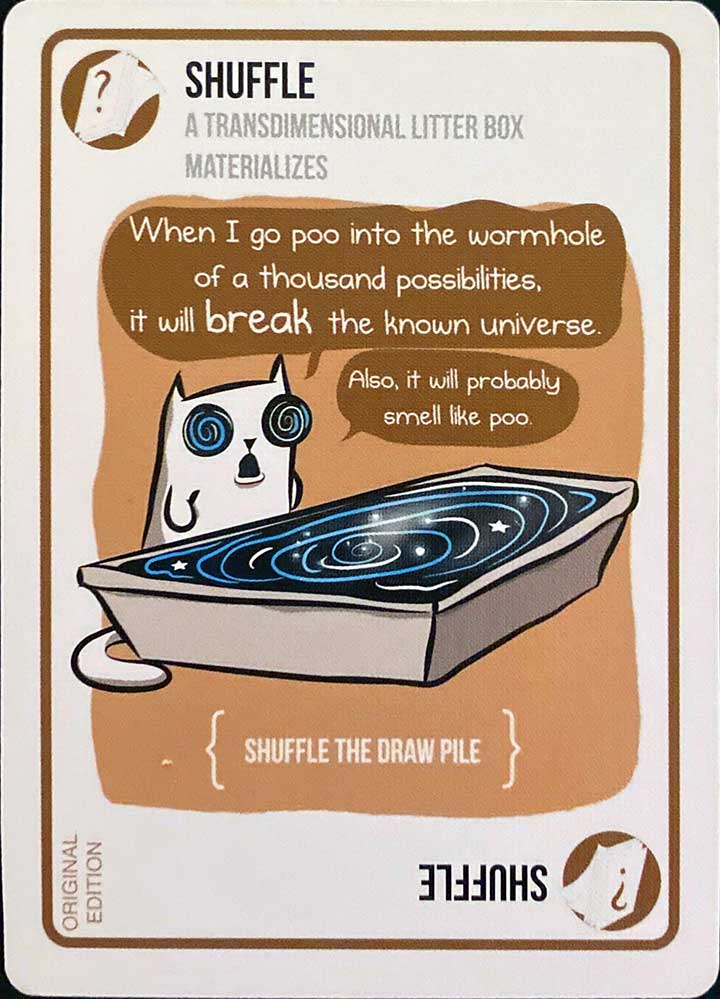 ?
SHUFFLE
A TRANSDIMENSIONAL LITTER BOX
MATERIALIZES
When I go poo into the wormhole
of a thousand possibilities,
it will break the known universe.
Also, it will probably
smell like poo.
{ SHUFFLE THE DRAW PILE }
ORIGINAL
EDITION
SHUFFLE
?